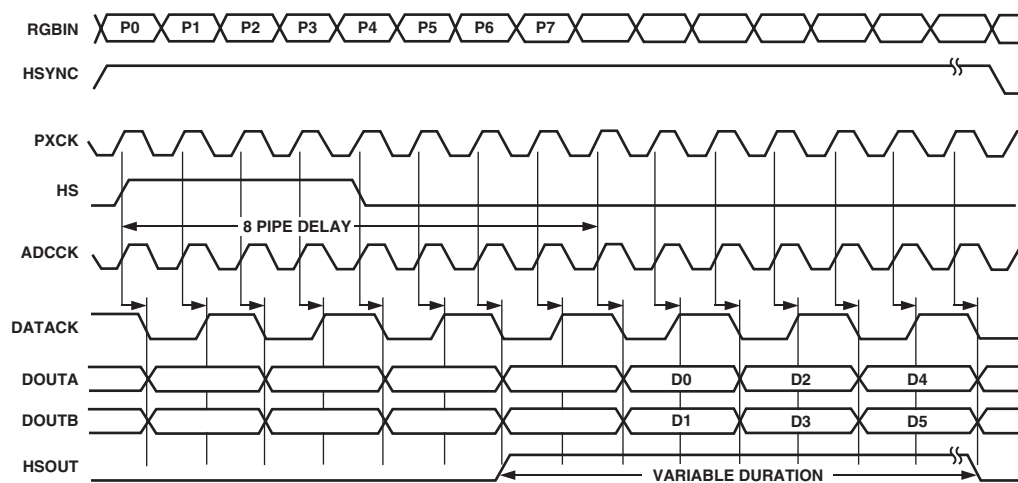 RGBIN P0 P1 P2 P3 P4 P5 P6 P7
HSYNC
PXCK
HS
8 PIPE DELAY
ADCCK
DATACK
DOUTA D0 D2 D4
DOUTB D1 D3 D5
HSOUT VARIABLE DURATION